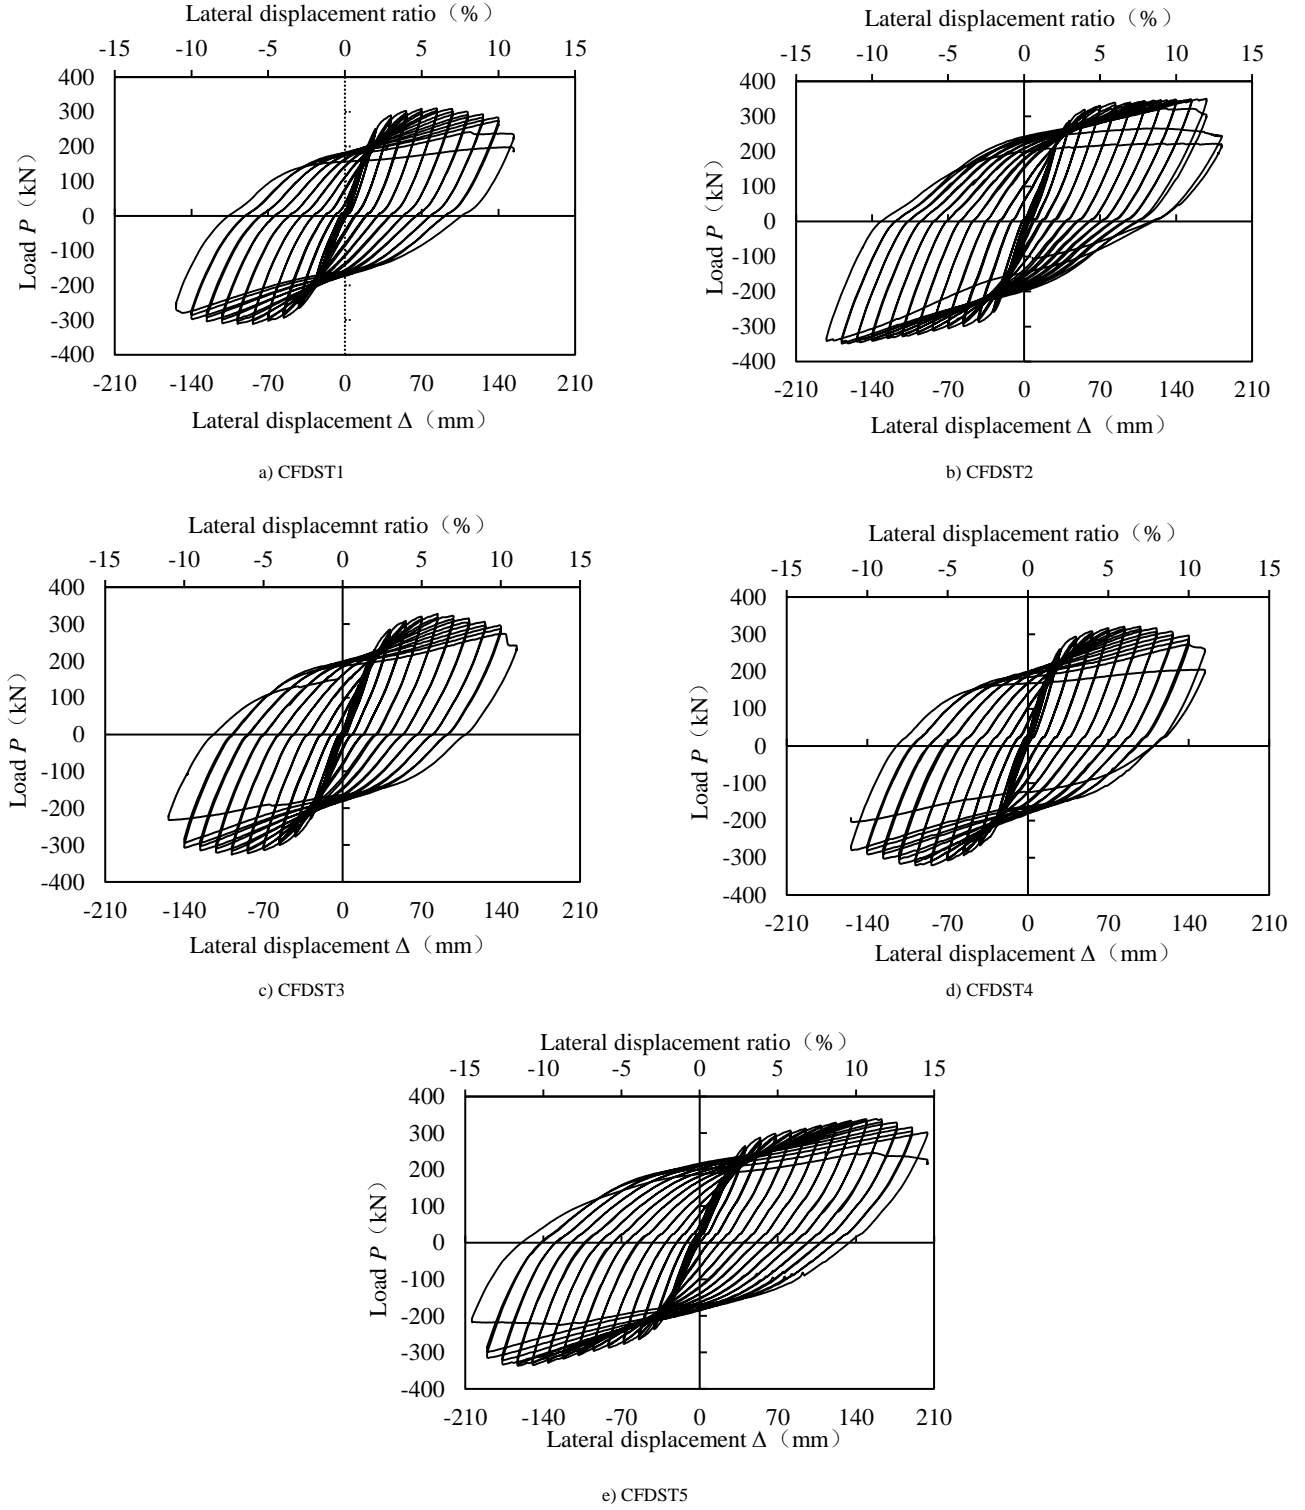 Lateral displacement ratio（%）
-15 -10 -5 0 5 10 15
400
300
200
100
0
-100
-200
-300
-400
Load P（kN）
-210 -140 -70 0 70 140 210
Lateral displacement Δ（mm）
a) CFDST1
Lateral displacement ratio（%）
-15 -10 -5 0 5 10 15
400
300
200
100
0
-100
-200
-300
-400
Load P（kN）
-210 -140 -70 0 70 140 210
Lateral displacement Δ（mm）
b) CFDST2
Lateral displacemnt ratio（%）
-15 -10 -5 0 5 10 15
400
300
200
100
0
-100
-200
-300
-400
Load P（kN）
-210 -140 -70 0 70 140 210
Lateral displacement Δ（mm）
c) CFDST3
Lateral displacement ratio（%）
-15 -10 -5 0 5 10 15
400
300
200
100
0
-100
-200
-300
-400
Load P（kN）
-210 -140 -70 0 70 140 210
Lateral displacement Δ（mm）
d) CFDST4
Lateral displacement ratio（%）
-15 -10 -5 0 5 10 15
400
300
200
100
0
-100
-200
-300
-400
Load P（kN）
-210 -140 -70 0 70 140 210
Lateral displacement Δ（mm）
e) CFDST5